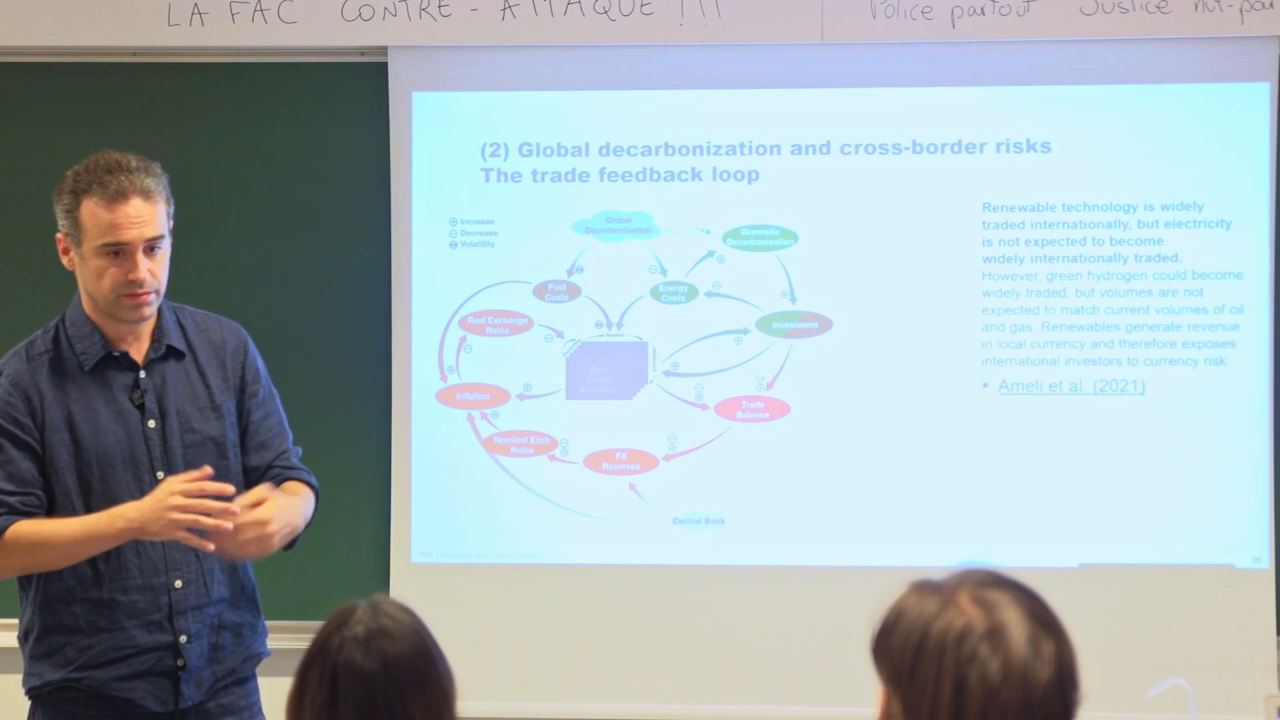 LA FAC CONTRE-ATTAQUE !!!
Police partout Justice nul-par
(2) Global decarbonization and cross-border risks
The trade feedback loop
Increase
Decrease
Volatility
Global
Decarbonisation
Domestic
Decarbonisation
Fuel
Costs
Energy
Costs
Real Exchange
Rates
Investment
Inflation
Trade
Balance
Nominal Exch
Rates
FX
Reserves
Central Bank
Renewable technology is widely
traded internationally, but electricity
is not expected to become
widely internationally traded.
However, green hydrogen could become
widely traded, but volumes are not
expected to match current volumes of oil
and gas. Renewables generate revenue
in local currency and therefore exposes
international investors to currency risk
• Ameli et al. (2021)